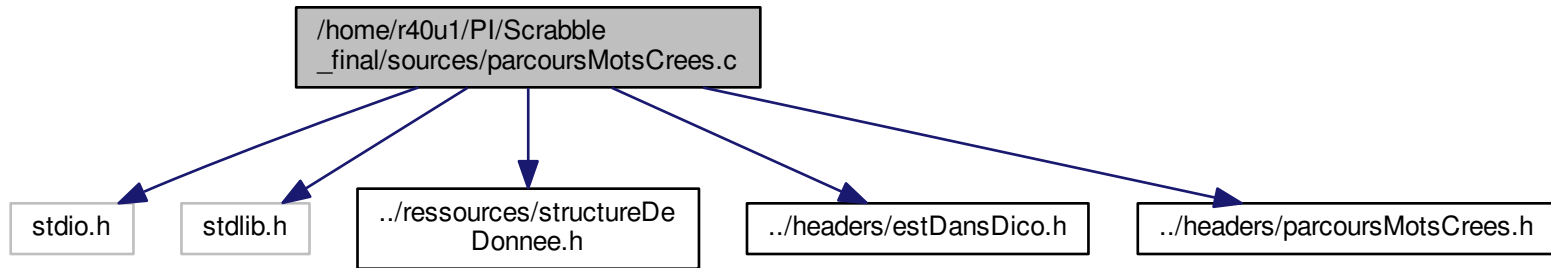 /home/r40u1/PI/Scrabble
_final/sources/parcoursMotsCrees.c
stdio.h
stdlib.h
../ressources/structureDe
Donnee.h
../headers/estDansDico.h
../headers/parcoursMotsCrees.h